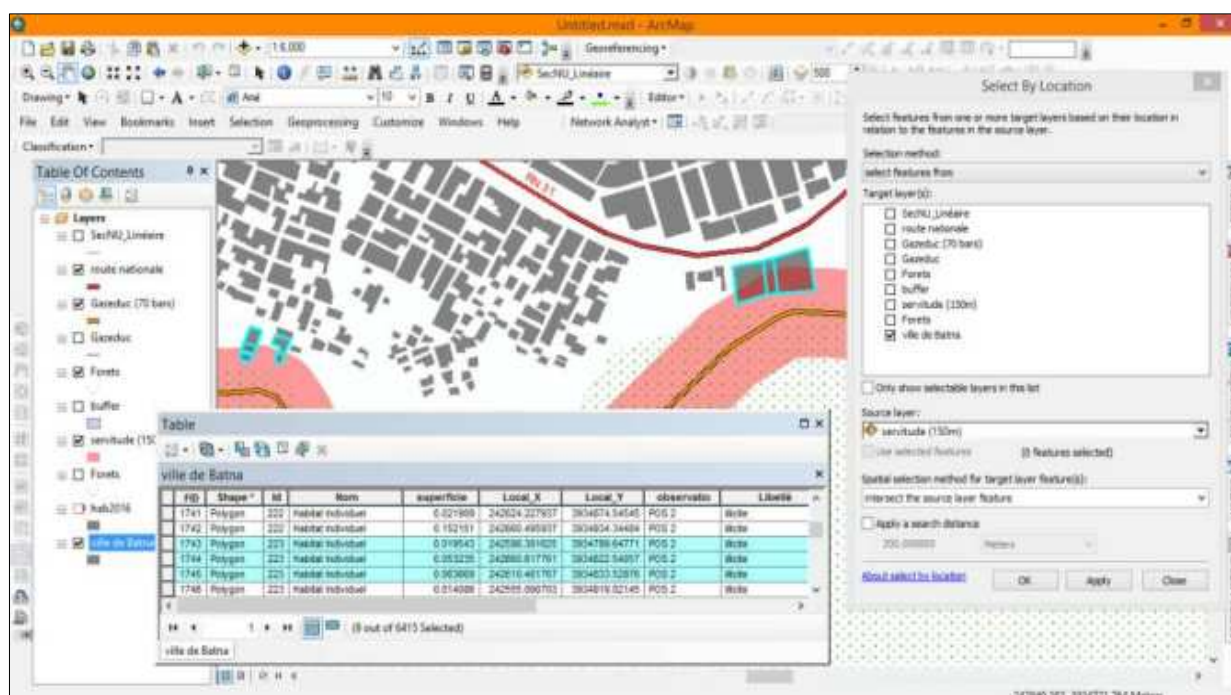 Untitled.mxd - ArcMap
1:6.000
Georeferencing
SecNU_Linéaire
500
Drawing
Arial
10
B I U
Editor
File Edit View Bookmarks Insert Selection Geoprocessing Customize Windows Help
Network Analyst
Classification
Table Of Contents
Layers
SecNU_Linéaire
route nationale
Gazeduc (70 bars)
Gazeduc
Forets
buffer
servitude (150
Forets
hab2016
ville de Batna
RN 31
Select By Location
Select features from one or more target layers based on their location in
relation to the features in the source layer.
Selection method:
select features from
Target layer(s):
SecNU_Linéaire
route nationale
Gazeduc (70 bars)
Gazeduc
Forets
buffer
servitude (150m)
Forets
ville de Batna
Only show selectable layers in this list
Source layer:
servitude (150m)
Use selected features
(0 features selected)
Spatial selection method for target layer feature(s):
intersect the source layer feature
Apply a search distance
200.000000
Meters
About select by location
OK
Apply
Close
Table
ville de Batna
FID Shape * Id Nom superficie Local_X Local_Y observatio Libellé
1741 Polygon 222 Habitat Individuel POS 2 illicite
1742 Polygon 222 Habitat Individuel POS 2 illicite
1743 Polygon 223 Habitat Individuel POS 2 illicite
1744 Polygon 223 Habitat Individuel POS 2 illicite
1745 Polygon 223 Habitat Individuel POS 2 illicite
1746 Polygon 223 Habitat Individuel POS 2 illicite
1
(8 out of 6415 Selected)
ville de Batna